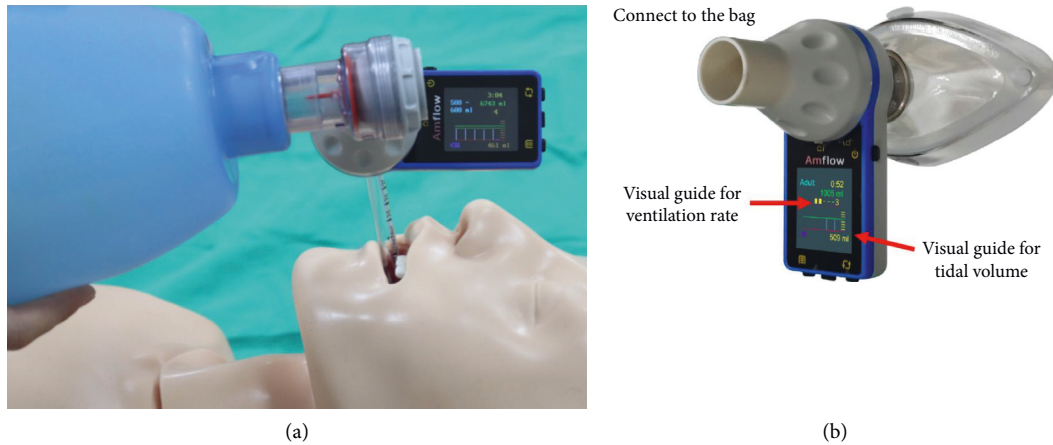 Connect to the bag
3:04
500 ~
6743 ml
600 ml
4
Amflow
461 ml
Amflow
Adult
0:52
1009 ml
3
509 ml
Visual guide for
ventilation rate
Visual guide for
tidal volume
(a)
(b)